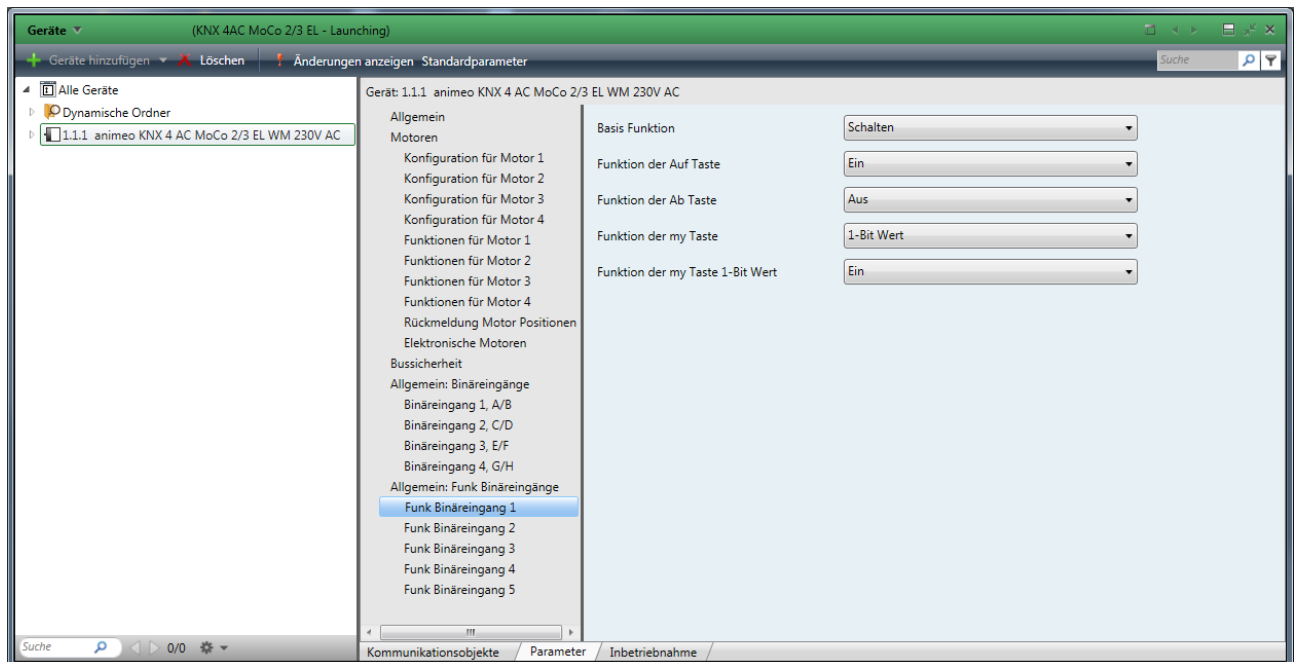 Geräte (KNX 4AC MoCo 2/3 EL - Launching)
Geräte hinzufügen Löschen Änderungen anzeigen Standardparameter Suche
Alle Geräte
Dynamische Ordner
1.1.1 animeo KNX 4 AC MoCo 2/3 EL WM 230V AC
Gerät: 1.1.1 animeo KNX 4 AC MoCo 2/3 EL WM 230V AC
Allgemein
Motoren
Konfiguration für Motor 1
Konfiguration für Motor 2
Konfiguration für Motor 3
Konfiguration für Motor 4
Funktionen für Motor 1
Funktionen für Motor 2
Funktionen für Motor 3
Funktionen für Motor 4
Rückmeldung Motor Positionen
Elektronische Motoren
Bussicherheit
Allgemein: Binäreingänge
Binäreingang 1, A/B
Binäreingang 2, C/D
Binäreingang 3, E/F
Binäreingang 4, G/H
Allgemein: Funk Binäreingänge
Funk Binäreingang 1
Funk Binäreingang 2
Funk Binäreingang 3
Funk Binäreingang 4
Funk Binäreingang 5
Basis Funktion Schalten
Funktion der Auf Taste Ein
Funktion der Ab Taste Aus
Funktion der my Taste 1-Bit Wert
Funktion der my Taste 1-Bit Wert Ein
Suche 0/0
Kommunikationsobjekte Parameter Inbetriebnahme